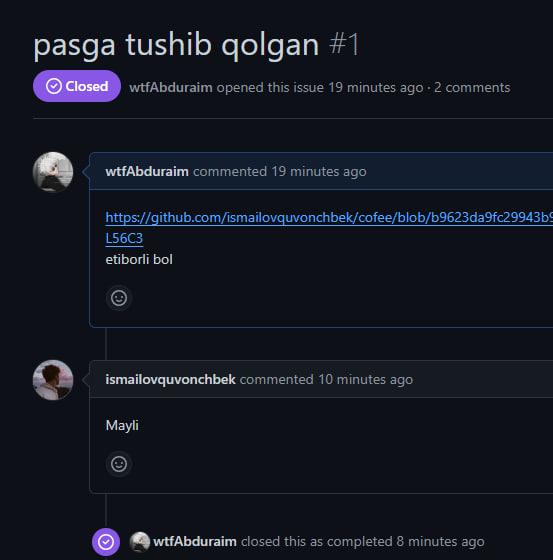 pasga tushib qolgan #1
Closed wtfAbduraim opened this issue 19 minutes ago · 2 comments
wtfAbduraim commented 19 minutes ago
https://github.com/ismailovquvonchbek/cofee/blob/b9623da9fc29943b9
L56C3
etiborli bol
ismailovquvonchbek commented 10 minutes ago
Mayli
wtfAbduraim closed this as completed 8 minutes ago